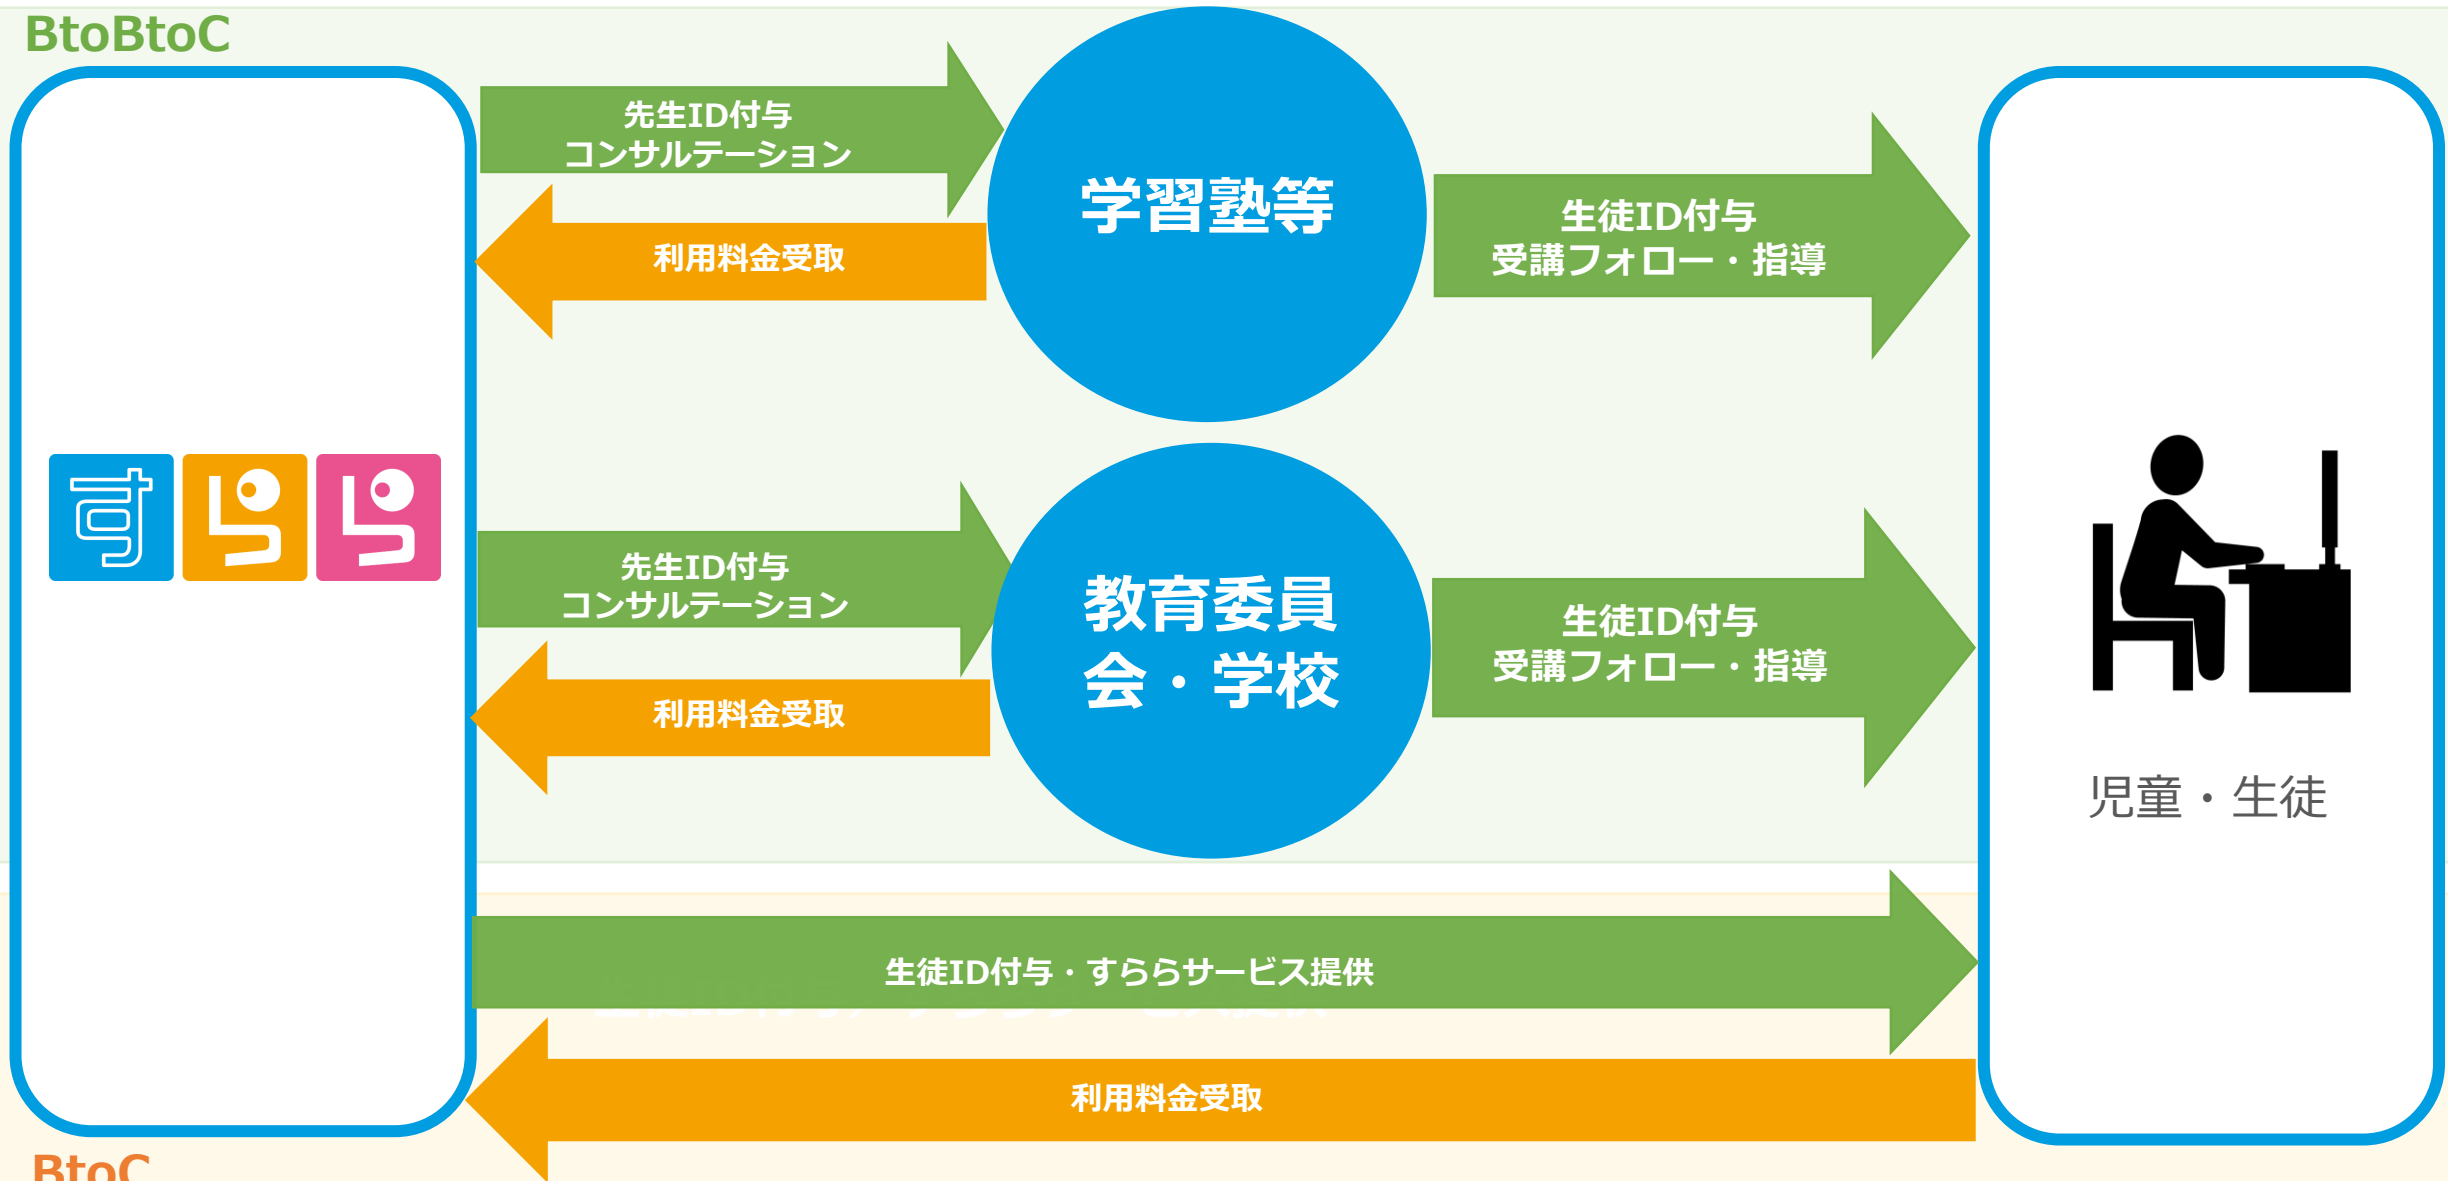 BtoBtoC
先生ID付与
コンサルテーション
利用料金受取
学習塾等
生徒ID付与
受講フォロー・指導
すらら
先生ID付与
コンサルテーション
利用料金受取
教育委員
会・学校
生徒ID付与
受講フォロー・指導
児童・生徒
生徒ID付与・すららサービス提供
利用料金受取
BtoC